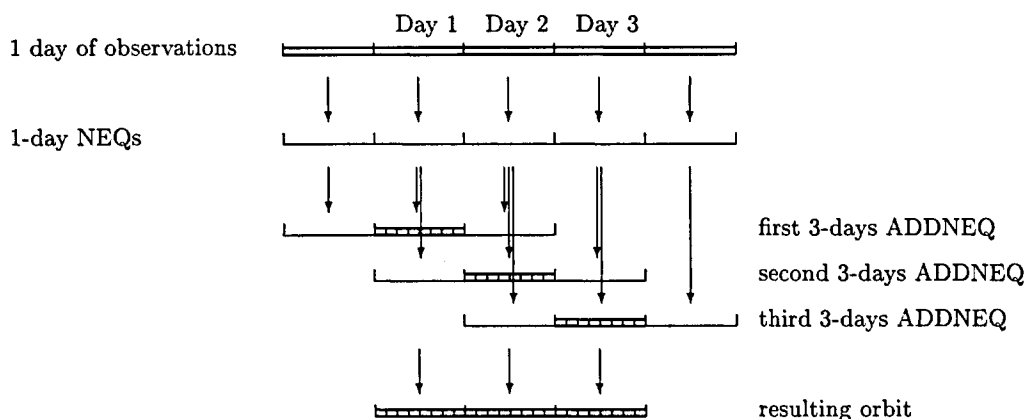 Day 1 Day 2 Day 3
1 day of observations
1-day NEQs
first 3-days ADDNEQ
second 3-days ADDNEQ
third 3-days ADDNEQ
resulting orbit